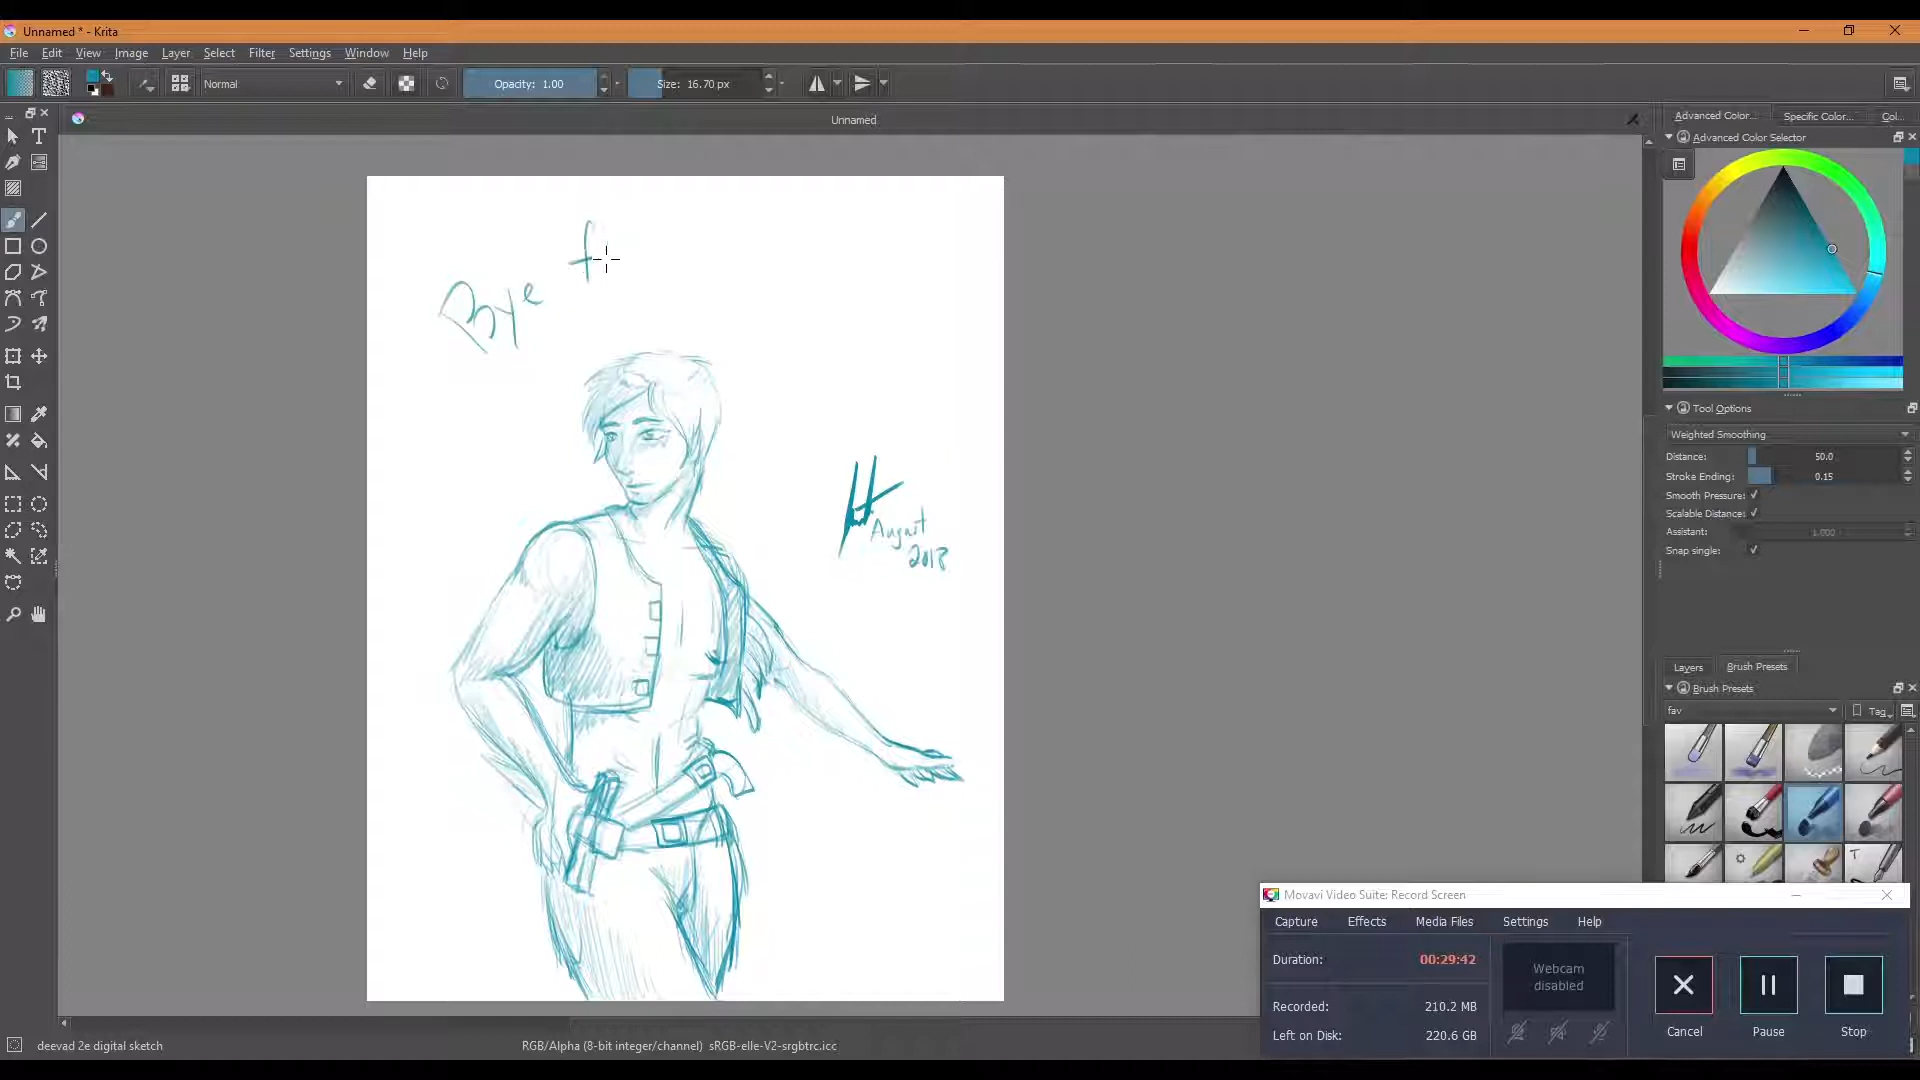 Unnamed * - Krita
File Edit View Image Layer Select Filter Settings Window Help
Normal Opacity: 1.00 Size: 16.70 px
Unnamed
Advanced Color... Specific Color... Col...
Advanced Color Selector
Bye f
August
2018
Tool Options
Weighted Smoothing
Distance: 50.0
Stroke Ending: 0.15
Smooth Pressure:
Scalable Distance:
Assistant: 1.000
Snap single:
Layers Brush Presets
Brush Presets
fav Tag
Movavi Video Suite: Record Screen
Capture Effects Media Files Settings Help
Duration: 00:29:42
Webcam
disabled
Recorded: 210.2 MB
Left on Disk: 220.6 GB
Cancel Pause Stop
deevad 2e digital sketch RGB/Alpha (8-bit integer/channel) sRGB-elle-V2-srgbtrc.icc